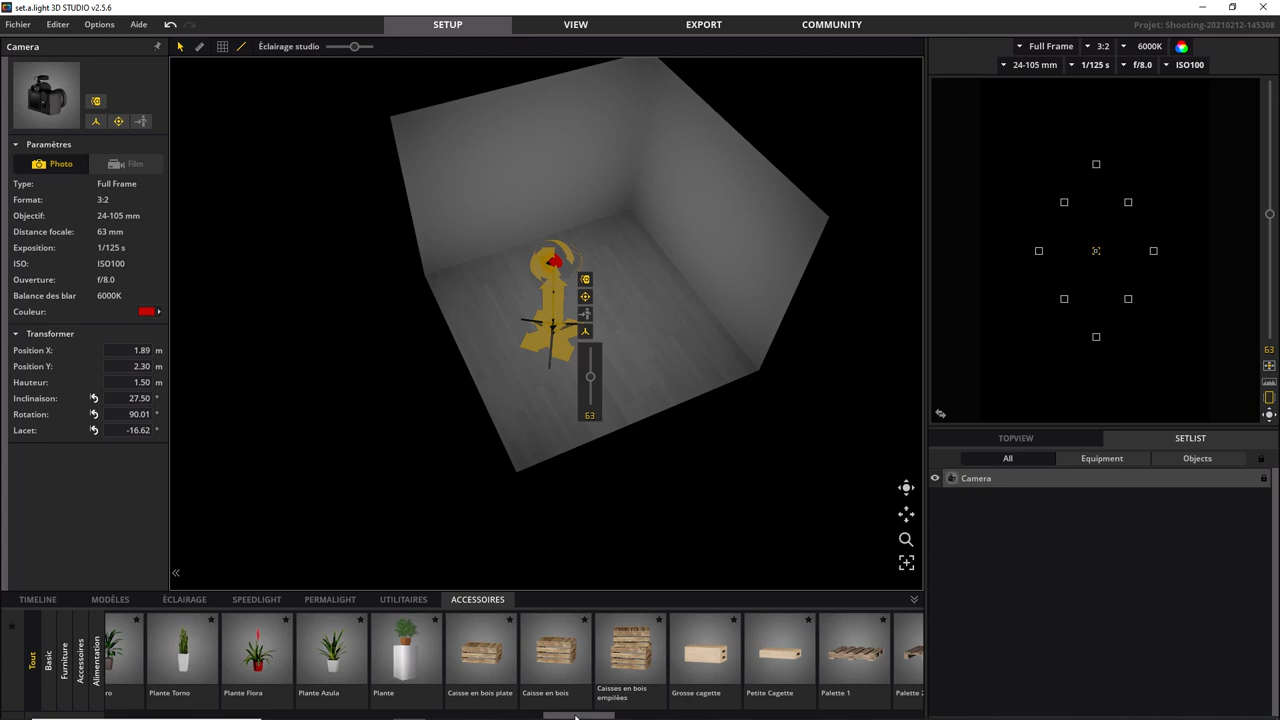 set.a.light 3D STUDIO v2.5.6
Fichier Editer Options Aide
SETUP VIEW EXPORT COMMUNITY
Projet: Shooting-20210212-145308
Camera
Éclairage studio
Full Frame 3:2 6000K
24-105 mm 1/125 s f/8.0 ISO100
Paramètres
Photo Film
Type: Full Frame
Format: 3:2
Objectif: 24-105 mm
Distance focale: 63 mm
Exposition: 1/125 s
ISO: ISO100
Ouverture: f/8.0
Balance des blar 6000K
Couleur:
Transformer
Position X: 1.89 m
Position Y: 2.30 m
Hauteur: 1.50 m
Inclinaison: 27.50 °
Rotation: 90.01 °
Lacet: -16.62 °
63
63
TOPVIEW SETLIST
All Equipment Objects
Camera
TIMELINE MODÈLES ÉCLAIRAGE SPEEDLIGHT PERMALIGHT UTILITAIRES ACCESSOIRES
Tout
Basic
Furniture
Accessoires
Alimentation
ro
Plante Torno
Plante Flora
Plante Azula
Plante
Caisse en bois plate
Caisse en bois
Caisses en bois
empilées
Grosse cagette
Petite Cagette
Palette 1
Palette 2